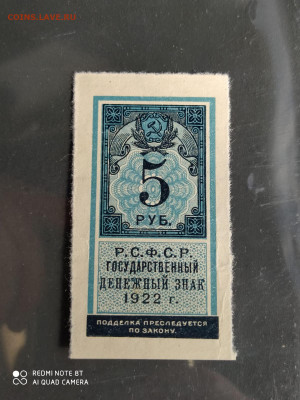 COINS.LAVE.RU
5
РУБ.
Р.С.Ф.С.Р.
ГОСУДАРСТВЕННЫЙ
ДЕНЕЖНЫЙ ЗНАК
1922 г.
ПОДДЕЛКА ПРЕСЛЕДУЕТСЯ
ПО ЗАКОНУ.
REDMI NOTE 8T
AI QUAD CAMERA